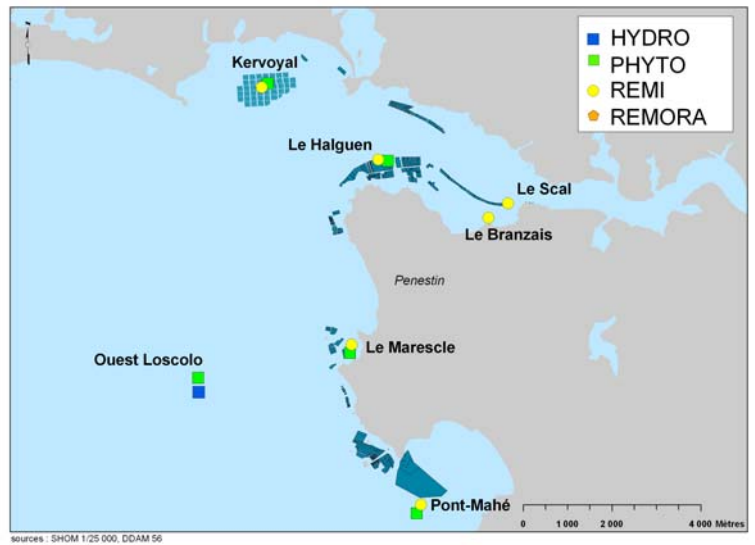 HYDRO
PHYTO
REMI
REMORA
Kervoyal
Le Halguen
Le Scal
Le Branzais
Penestin
Le Marescle
Ouest Loscolo
Pont-Mahé
0 1 000 2 000 4 000 Mètres
sources : SHOM 1/25 000, DDAM 56